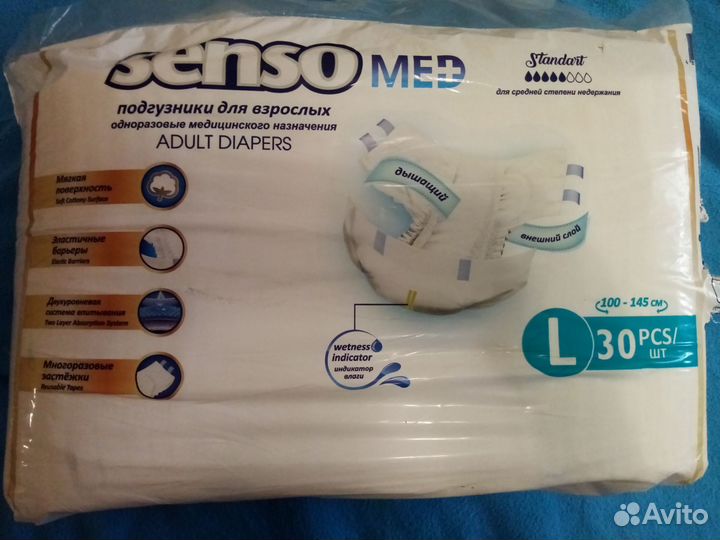 senso MED
Standart
для средней степени недержания
подгузники для взрослых
одноразовые медицинского назначения
ADULT DIAPERS
Мягкая
поверхность
Soft Cottony Surface
Эластичные
барьеры
Elastic Barriers
Двухуровневая
система впитывания
Two Layer Absorption System
Многоразовые
застёжки
Reusable Tapes
дышащий
внешний слой
wetness
indicator
индикатор
влаги
100 - 145 см
L 30 PCS/
шт
Avito